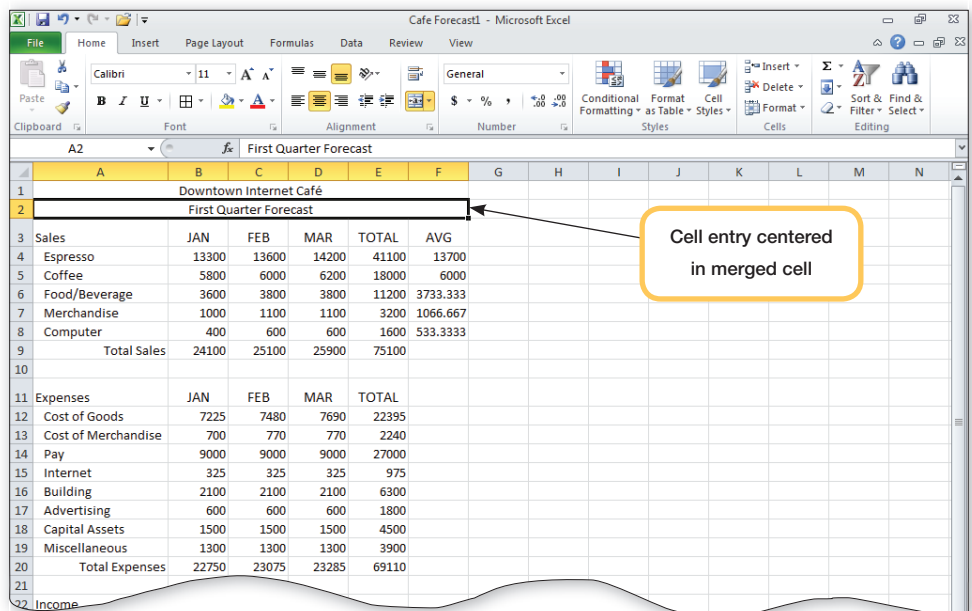 Cafe Forecast1 - Microsoft Excel
File Home Insert Page Layout Formulas Data Review View
Calibri 11 A A General Insert Σ A Z
Paste Delete
B I U A $ % , .0 .00 .00 .0 Conditional Formatting Format as Table Cell Styles Format Sort & Filter Find & Select
Clipboard Font Alignment Number Styles Cells Editing
A2 fx First Quarter Forecast
A B C D E F G H I J K L M N
1 Downtown Internet Café
2 First Quarter Forecast
Cell entry centered
in merged cell
3 Sales JAN FEB MAR TOTAL AVG
4 Espresso 13300 13600 14200 41100 13700
5 Coffee 5800 6000 6200 18000 6000
6 Food/Beverage 3600 3800 3800 11200 3733.333
7 Merchandise 1000 1100 1100 3200 1066.667
8 Computer 400 600 600 1600 533.3333
9 Total Sales 24100 25100 25900 75100
10
11 Expenses JAN FEB MAR TOTAL
12 Cost of Goods 7225 7480 7690 22395
13 Cost of Merchandise 700 770 770 2240
14 Pay 9000 9000 9000 27000
15 Internet 325 325 325 975
16 Building 2100 2100 2100 6300
17 Advertising 600 600 600 1800
18 Capital Assets 1500 1500 1500 4500
19 Miscellaneous 1300 1300 1300 3900
20 Total Expenses 22750 23075 23285 69110
21
22 Income